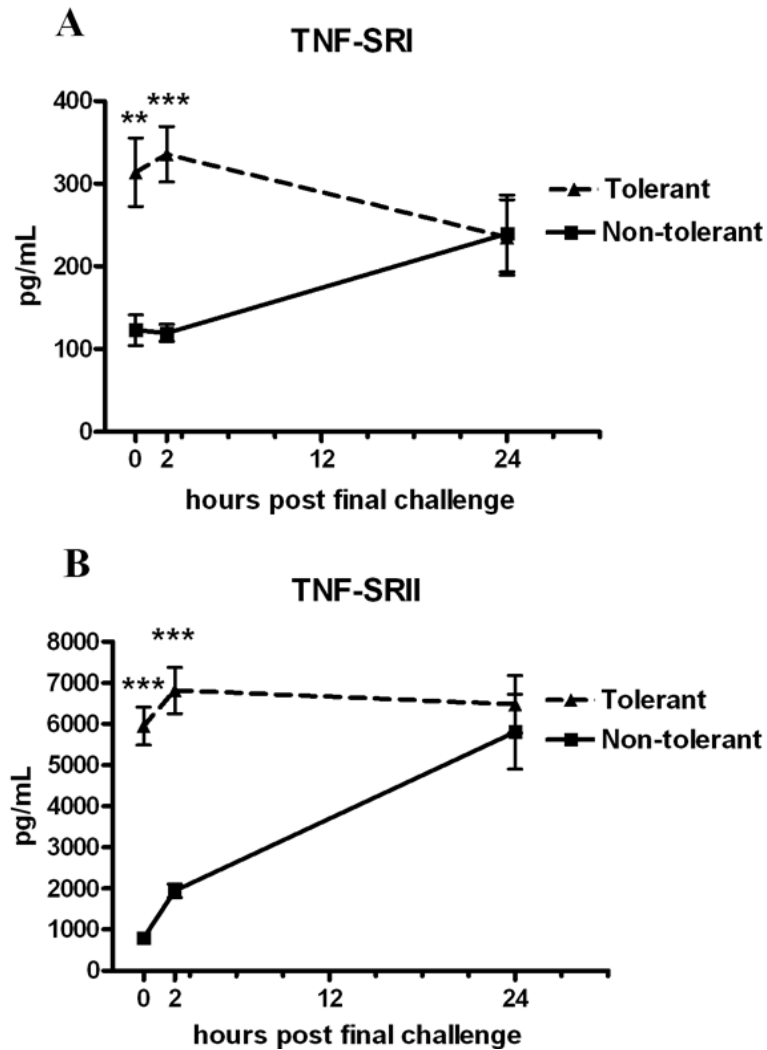 A
TNF-SRI
400
300
200
100
0
** ***
pg/mL
0 2 12 24
hours post final challenge
Tolerant
Non-tolerant
B
TNF-SRII
8000
7000
6000
5000
4000
3000
2000
1000
0
***
***
pg/mL
0 2 12 24
hours post final challenge
Tolerant
Non-tolerant